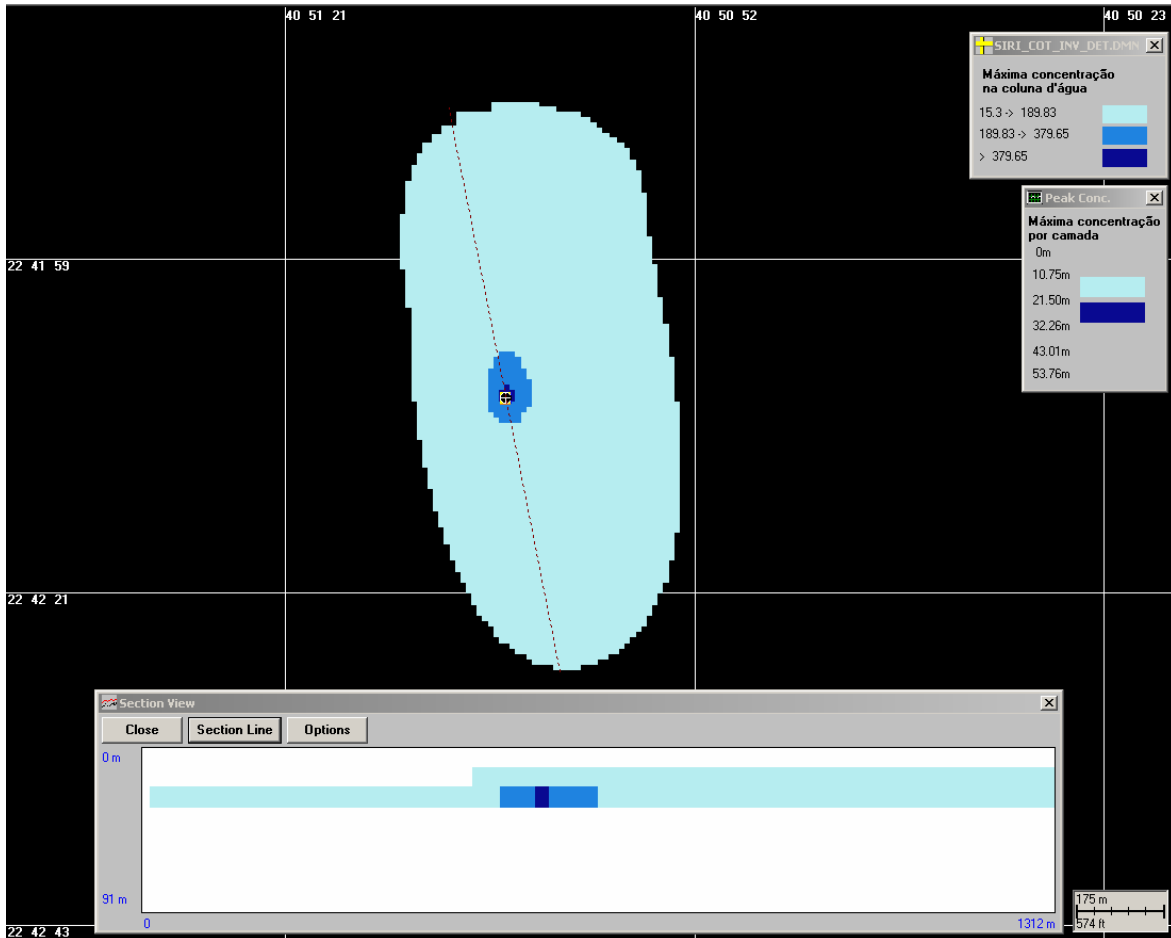 40 51 21
40 50 52
40 50 23
SIRI_COT_INV_DET.DMN
Máxima concentração
na coluna d'água
15.3 -> 189.83
189.83 -> 379.65
> 379.65
Peak Conc.
Máxima concentração
por camada
0m
10.75m
21.50m
32.26m
43.01m
53.76m
22 41 59
22 42 21
Section View
Close
Section Line
Options
0 m
91 m
0
1312 m
175 m
574 ft
22 42 43